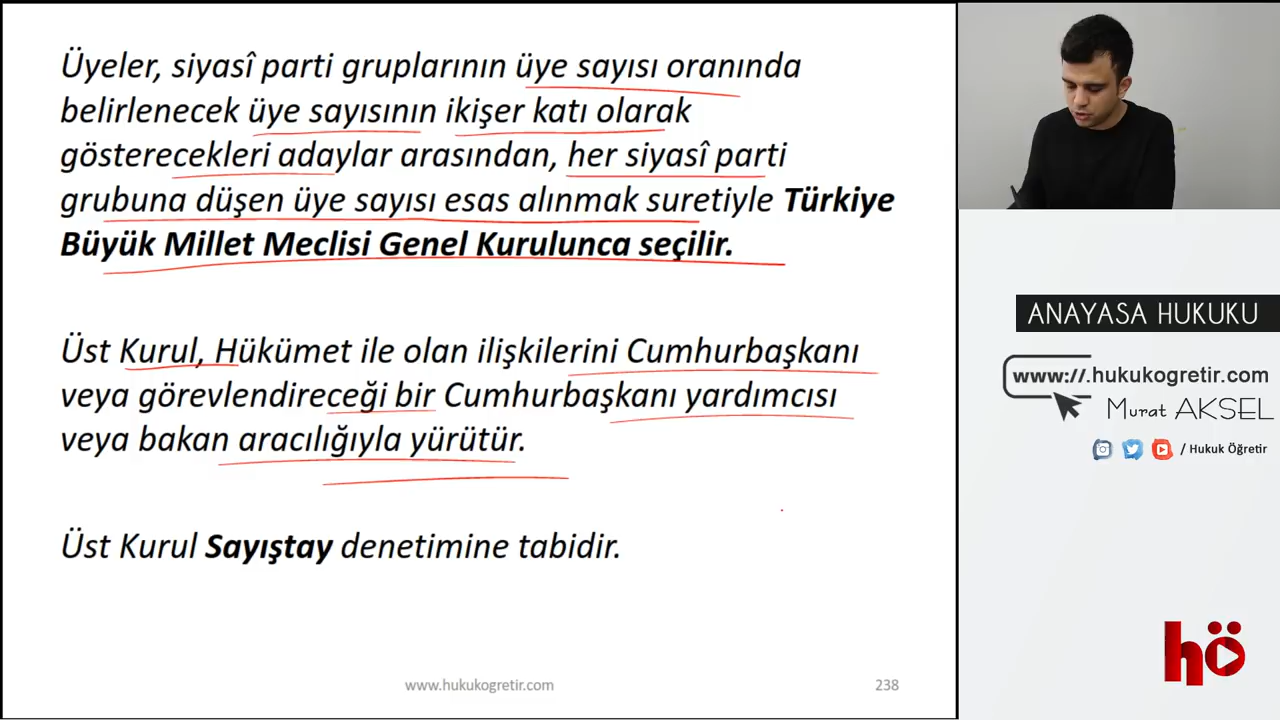 Üyeler, siyasî parti gruplarının üye sayısı oranında
belirlenecek üye sayısının ikişer katı olarak
gösterecekleri adaylar arasından, her siyasî parti
grubuna düşen üye sayısı esas alınmak suretiyle Türkiye
Büyük Millet Meclisi Genel Kurulunca seçilir.
Üst Kurul, Hükümet ile olan ilişkilerini Cumhurbaşkanı
veya görevlendireceği bir Cumhurbaşkanı yardımcısı
veya bakan aracılığıyla yürütür.
Üst Kurul Sayıştay denetimine tabidir.
www.hukukogretir.com
238
ANAYASA HUKUKU
www://.hukukogretir.com
Murat AKSEL
/ Hukuk Öğretir
hö